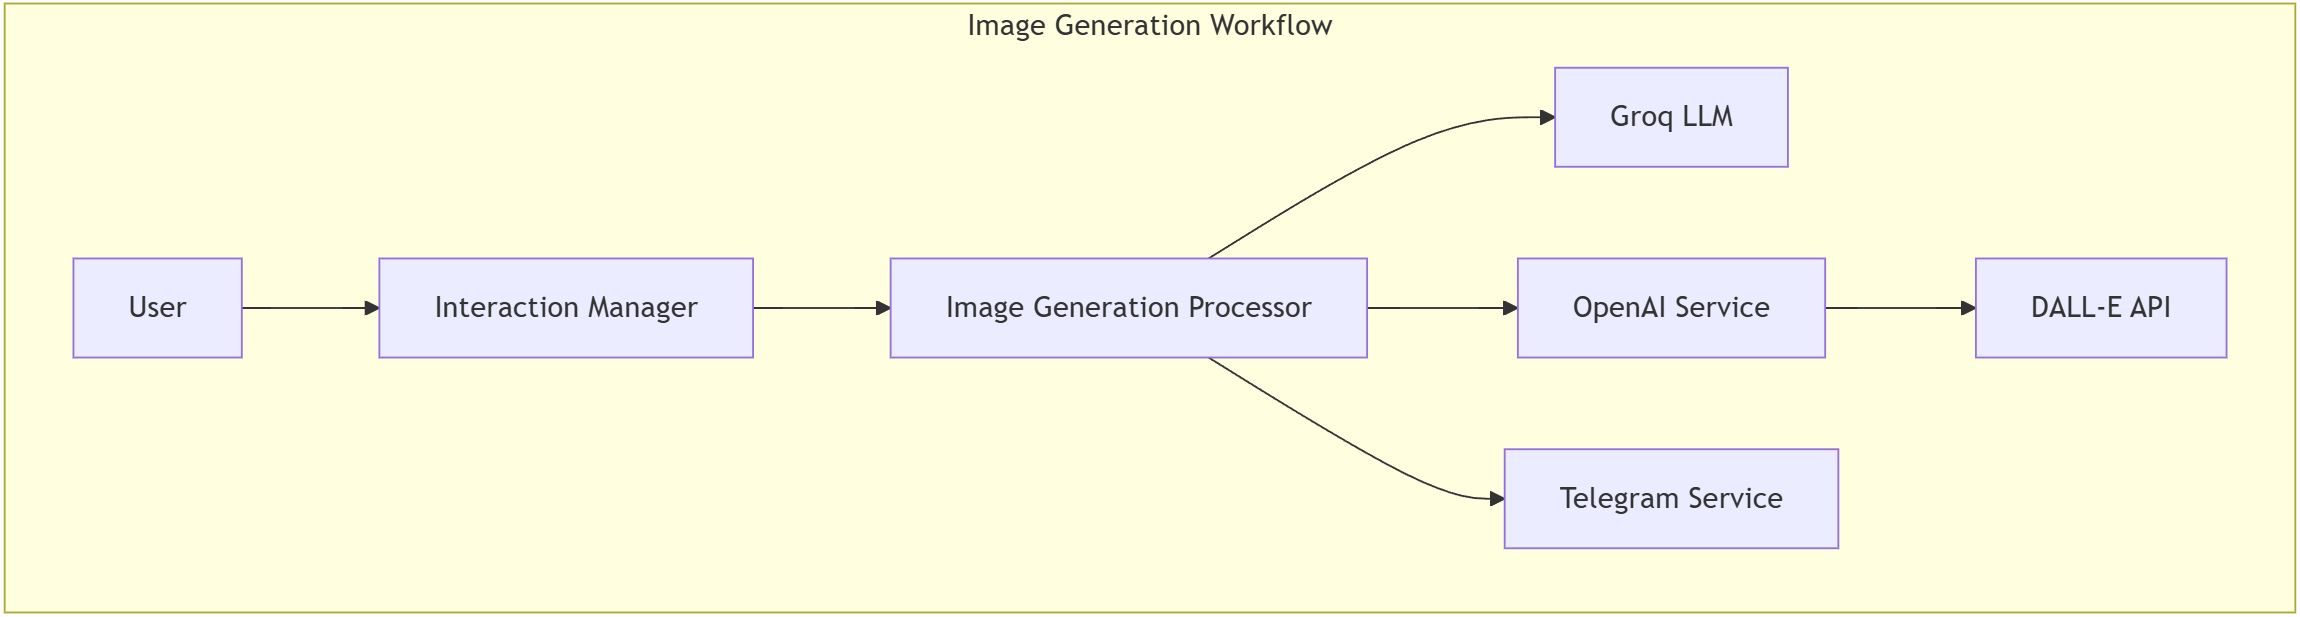 Image Generation Workflow
Groq LLM
User
Interaction Manager
Image Generation Processor
OpenAI Service
DALL-E API
Telegram Service